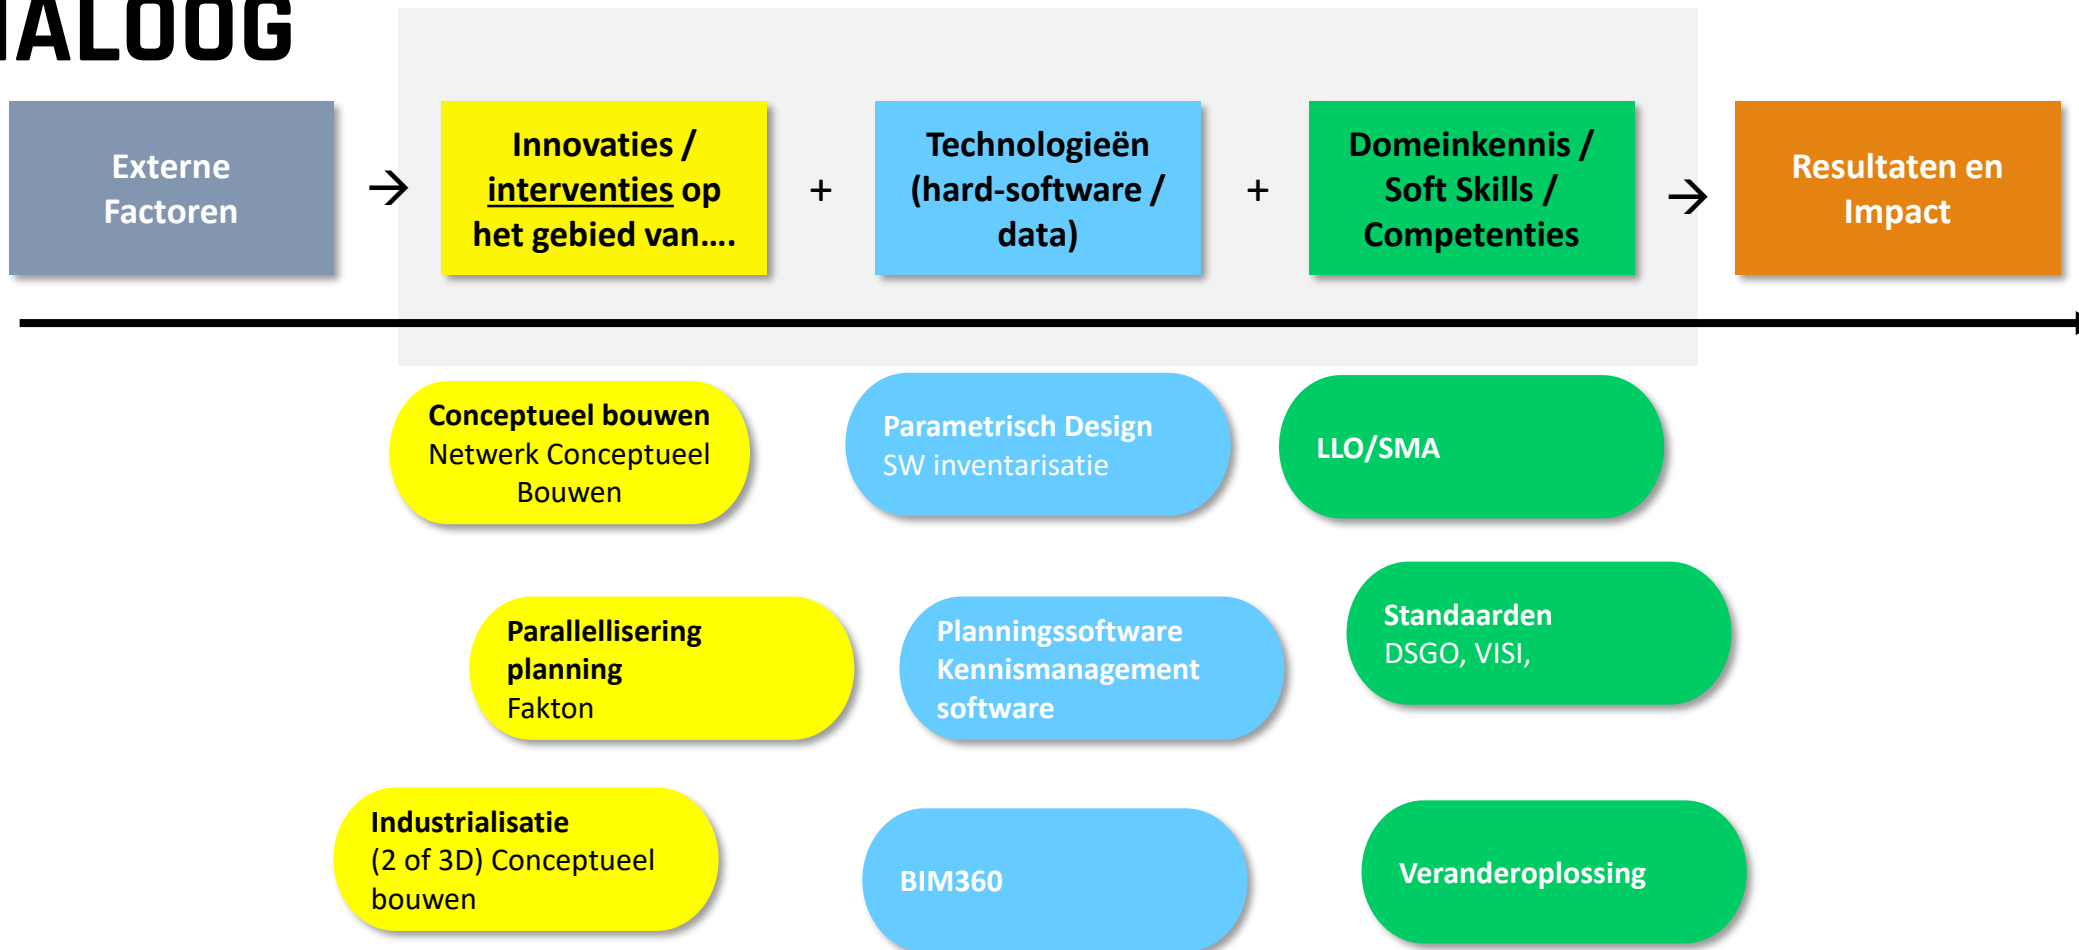 IALOOG
Externe
Factoren
→
Innovaties /
interventies op
het gebied van....
+
Technologieën
(hard-software /
data)
+
Domeinkennis /
Soft Skills /
Competenties
→
Resultaten en
Impact
Conceptueel bouwen
Netwerk Conceptueel
Bouwen
Parametrisch Design
SW inventarisatie
LLO/SMA
Parallellisering
planning
Fakton
Planningssoftware
Kennismanagement
software
Standaarden
DSGO, VISI,
Industrialisatie
(2 of 3D) Conceptueel
bouwen
BIM360
Veranderoplossing